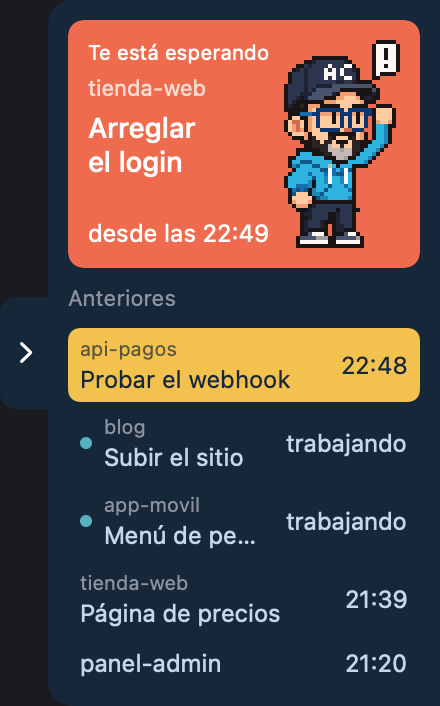 Te está esperando
tienda-web
Arreglar
el login
desde las 22:49
AC
!
Anteriores
api-pagos
Probar el webhook
22:48
blog
Subir el sitio
trabajando
app-movil
Menú de pe...
trabajando
tienda-web
Página de precios
21:39
panel-admin
21:20